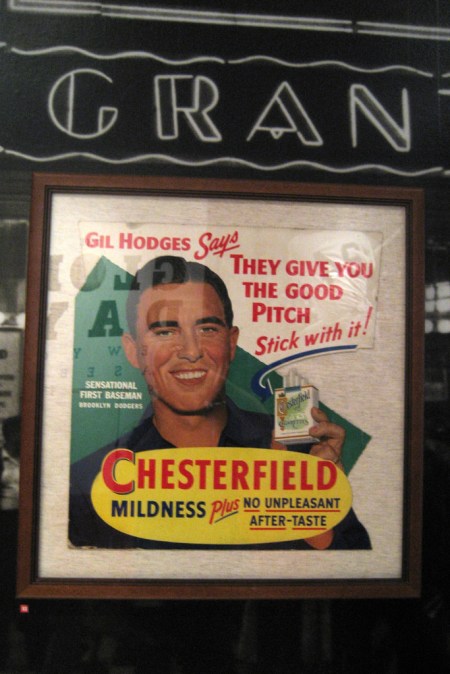 GRAN
GIL HODGES Says
THEY GIVE YOU
THE GOOD
PITCH
Stick with it!
SENSATIONAL
FIRST BASEMAN
BROOKLYN DODGERS
Chesterfield
CHESTERFIELD
MILDNESS Plus NO UNPLEASANT
AFTER-TASTE